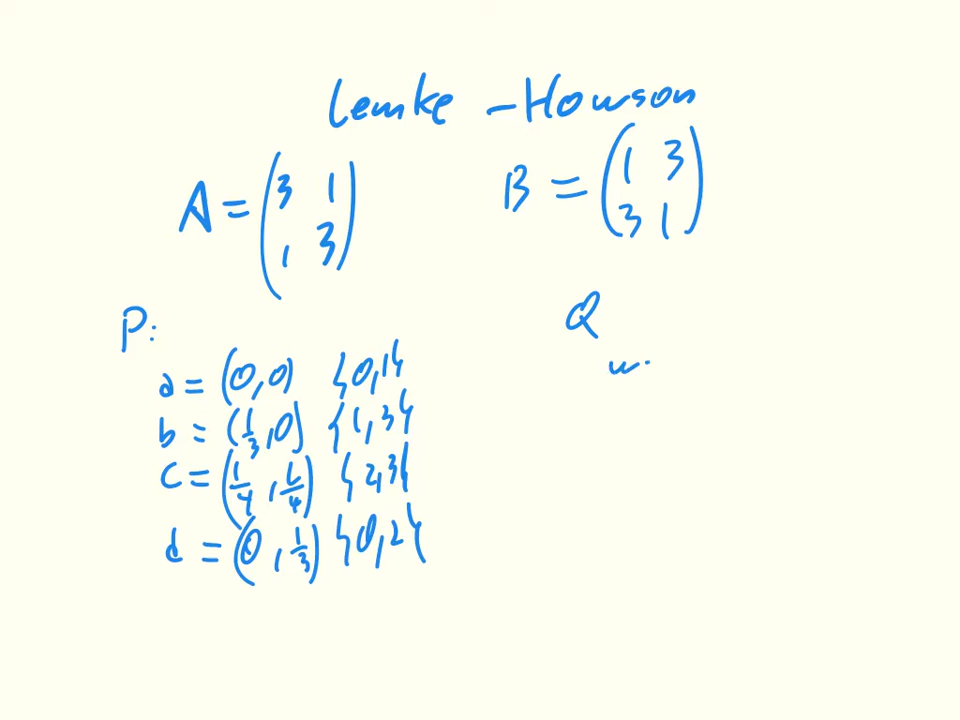 Lemke - Howson
A = (3 1
1 3)
B = (1 3
3 1)
P:
Q
a = (0,0) {0,1}
w.
b = (1/3,0) {1,3}
c = (1/4,1/4) {2,3}
d = (0,1/3) {0,2}